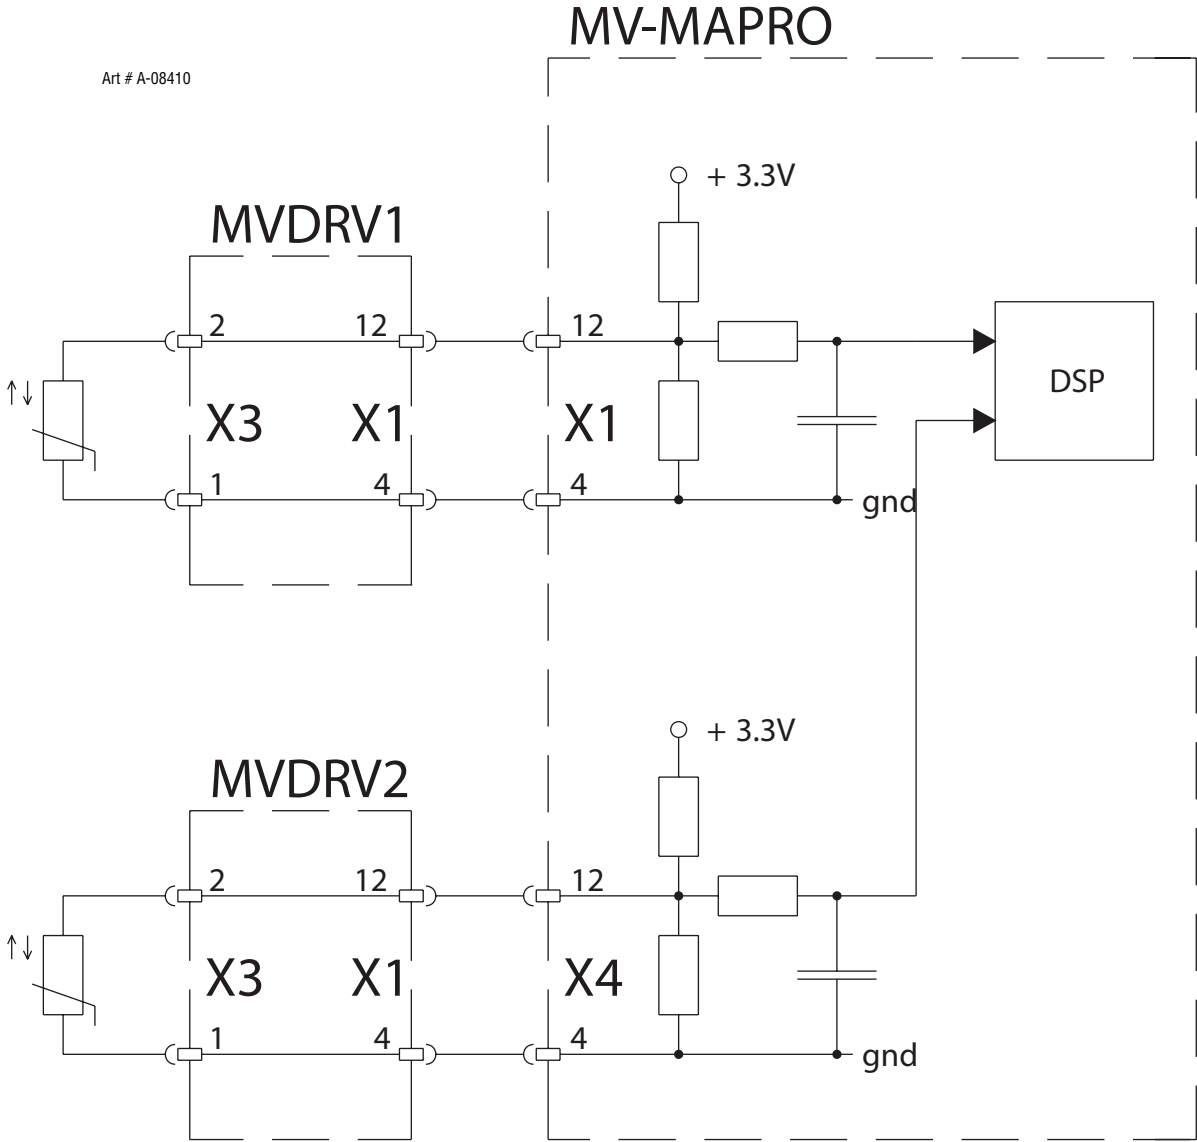 MV-MAPRO
Art # A-08410
+ 3.3V
MVDRV1
2 12 12
DSP
X3 X1 X1
1 4 4
gnd
+ 3.3V
MVDRV2
2 12 12
X3 X1 X4
1 4 4
gnd